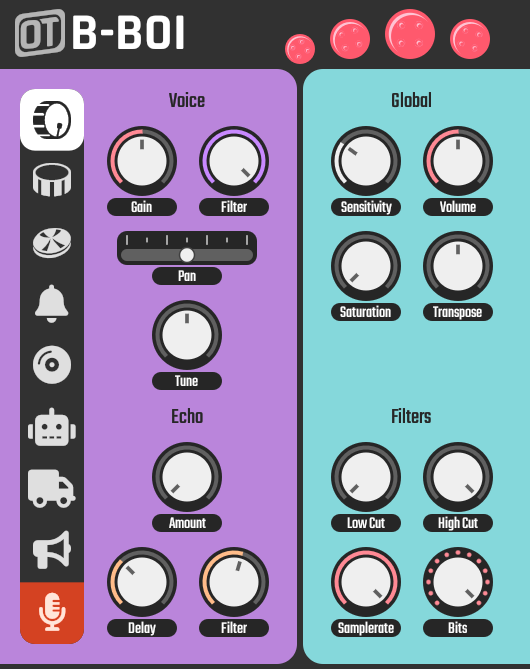 OT B-BOI
Voice
Gain
Filter
Pan
Tune
Echo
Amount
Delay
Filter
Global
Sensitivity
Volume
Saturation
Transpose
Filters
Low Cut
High Cut
Samplerate
Bits